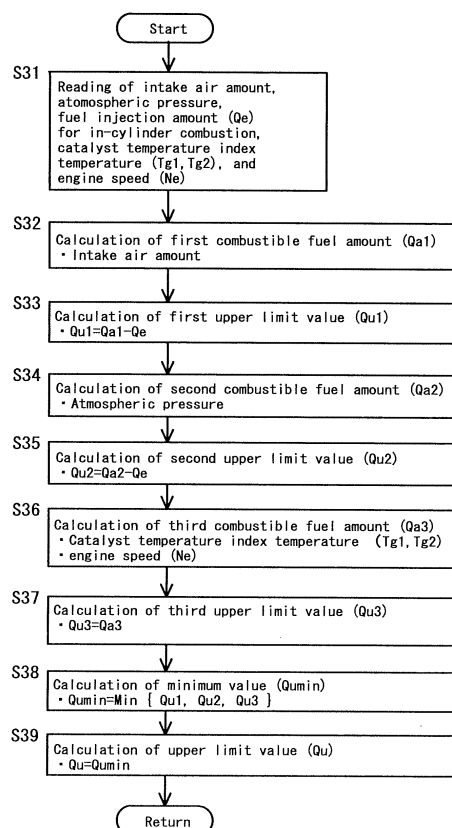 Start
S31
Reading of intake air amount,
atomospheric pressure,
fuel injection amount (Qe)
for in-cylinder combustion,
catalyst temperature index
temperature (Tg1,Tg2), and
engine speed (Ne)
S32
Calculation of first combustible fuel amount (Qa1)
・Intake air amount
S33
Calculation of first upper limit value (Qu1)
・Qu1=Qa1-Qe
S34
Calculation of second combustible fuel amount (Qa2)
・Atmospheric pressure
S35
Calculation of second upper limit value (Qu2)
・Qu2=Qa2-Qe
S36
Calculation of third combustible fuel amount (Qa3)
・Catalyst temperature index temperature (Tg1,Tg2)
・engine speed (Ne)
S37
Calculation of third upper limit value (Qu3)
・Qu3=Qa3
S38
Calculation of minimum value (Qumin)
・Qumin=Min { Qu1, Qu2, Qu3 }
S39
Calculation of upper limit value (Qu)
・Qu=Qumin
Return